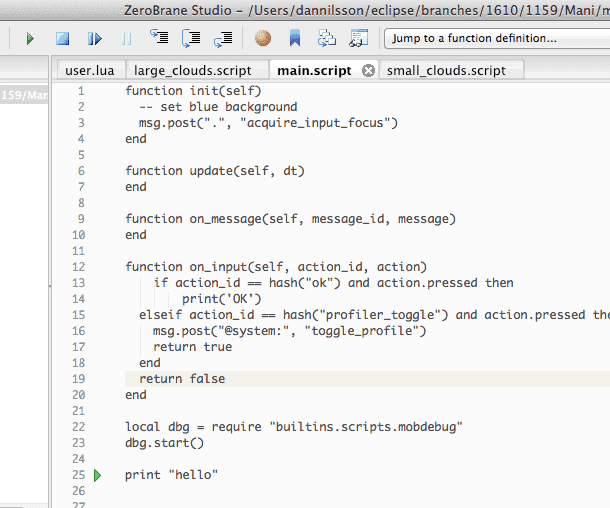 ZeroBrane Studio - /Users/dannilsson/eclipse/branches/1610/1159/Mani/m
Jump to a function definition...
user.lua large_clouds.script main.script small_clouds.script
159/Man
1 function init(self)
2 -- set blue background
3 msg.post(".", "acquire_input_focus")
4 end
5
6 function update(self, dt)
7 end
8
9 function on_message(self, message_id, message)
10 end
11
12 function on_input(self, action_id, action)
13 if action_id == hash("ok") and action.pressed then
14 print('OK')
15 elseif action_id == hash("profiler_toggle") and action.pressed the
16 msg.post("@system:", "toggle_profile")
17 return true
18 end
19 return false
20 end
21
22 local dbg = require "builtins.scripts.mobdebug"
23 dbg.start()
24
25 print "hello"
26
27